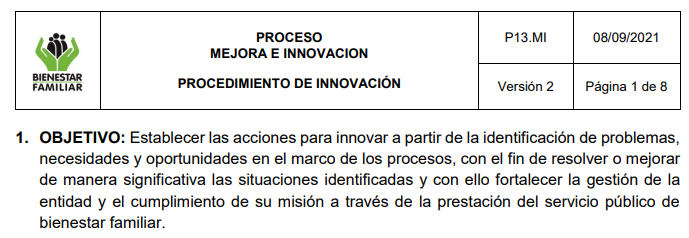 BIENESTAR
FAMILIAR
PROCESO
MEJORA E INNOVACION
PROCEDIMIENTO DE INNOVACIÓN
P13.MI
08/09/2021
Versión 2
Página 1 de 8
1. OBJETIVO: Establecer las acciones para innovar a partir de la identificación de problemas,
necesidades y oportunidades en el marco de los procesos, con el fin de resolver o mejorar
de manera significativa las situaciones identificadas y con ello fortalecer la gestión de la
entidad y el cumplimiento de su misión a través de la prestación del servicio público de
bienestar familiar.